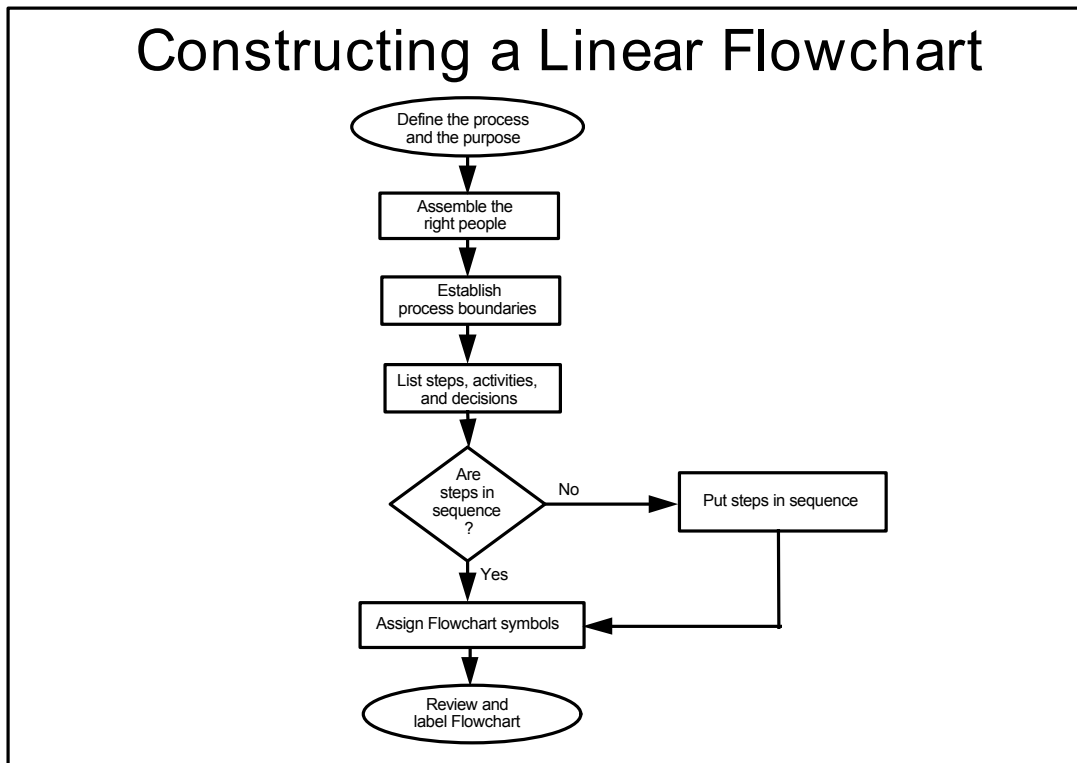 Constructing a Linear Flowchart
Define the process
and the purpose
Assemble the
right people
Establish
process boundaries
List steps, activities,
and decisions
Are
steps in
sequence
?
No
Put steps in sequence
Yes
Assign Flowchart symbols
Review and
label Flowchart